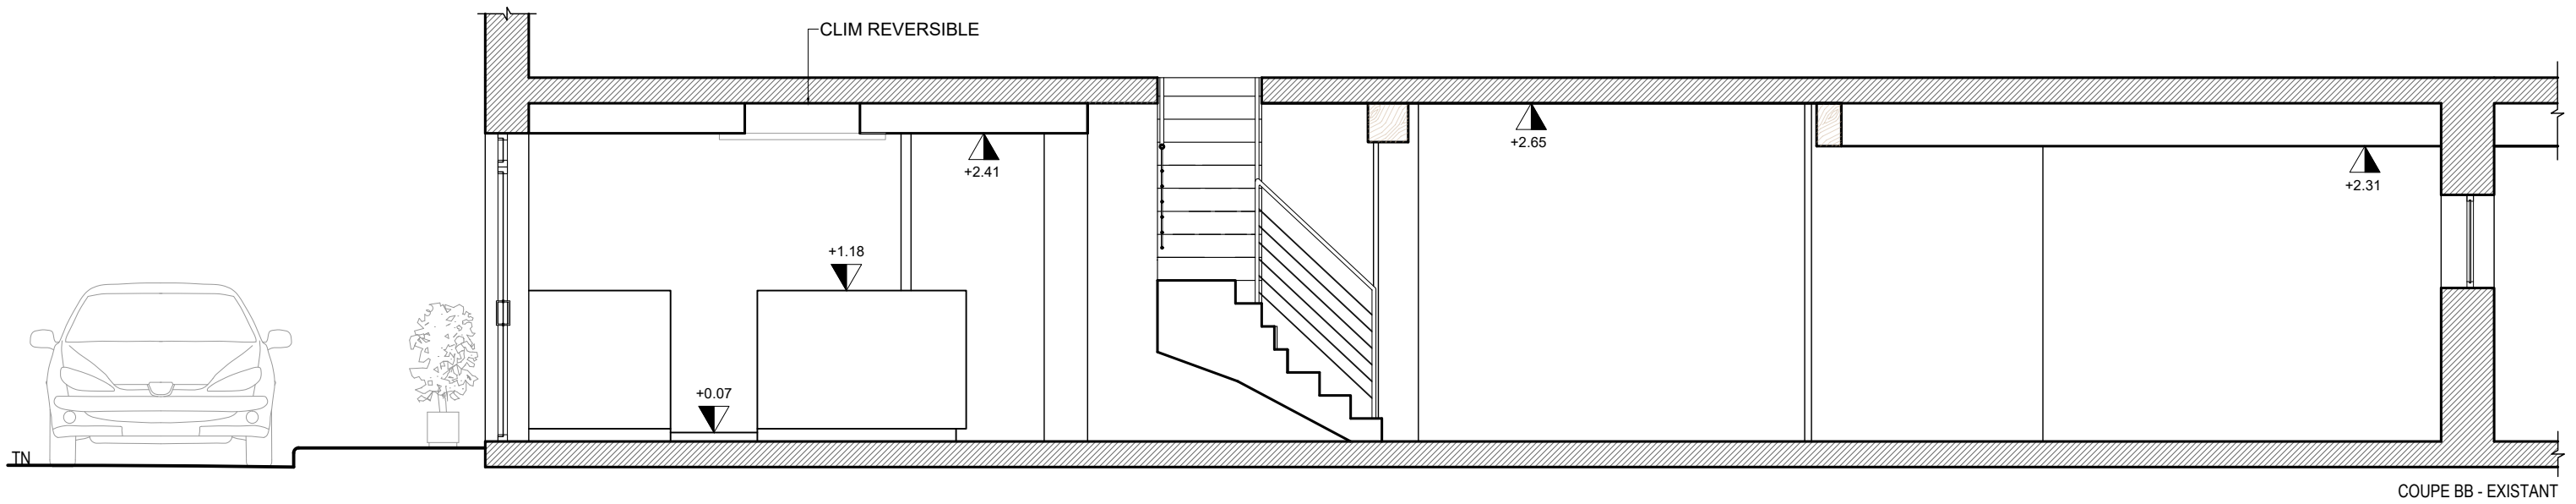 CLIM REVERSIBLE
+2.65
+2.41
+2.31
+1.18
+0.07
TN
COUPE BB - EXISTANT